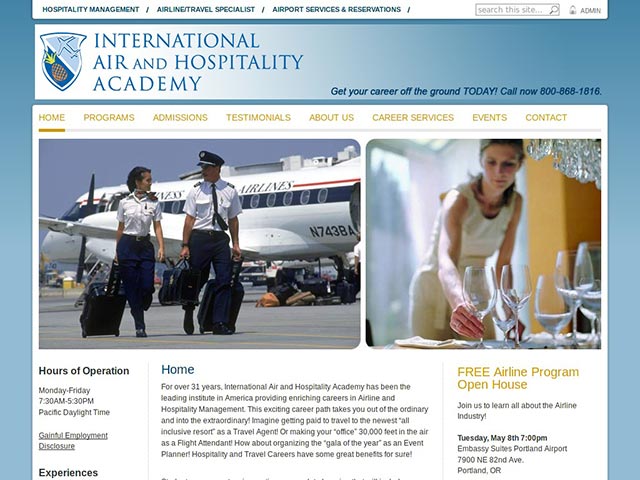 HOSPITALITY MANAGEMENT / AIRLINE/TRAVEL SPECIALIST / AIRPORT SERVICES & RESERVATIONS /
search this site...
ADMIN
INTERNATIONAL
AIR AND HOSPITALITY
ACADEMY
Get your career off the ground TODAY! Call now 800-868-1816.
HOME PROGRAMS ADMISSIONS TESTIMONIALS ABOUT US CAREER SERVICES EVENTS CONTACT
AIRLINES
N743BA
Hours of Operation
Monday-Friday
7:30AM-5:30PM
Pacific Daylight Time
Gainful Employment
Disclosure
Experiences
Home
For over 31 years, International Air and Hospitality Academy has been the
leading institute in America providing enriching careers in Airline and
Hospitality Management. This exciting career path takes you out of the ordinary
and into the extraordinary! Imagine getting paid to travel to the newest "all
inclusive resort" as a Travel Agent! Or making your "office" 30,000 feet in the air
as a Flight Attendant! How about organizing the "gala of the year" as an Event
Planner! Hospitality and Travel Careers have some great benefits for sure!
FREE Airline Program
Open House
Join us to learn all about the Airline
Industry!
Tuesday, May 8th 7:00pm
Embassy Suites Portland Airport
7900 NE 82nd Ave.
Portland, OR